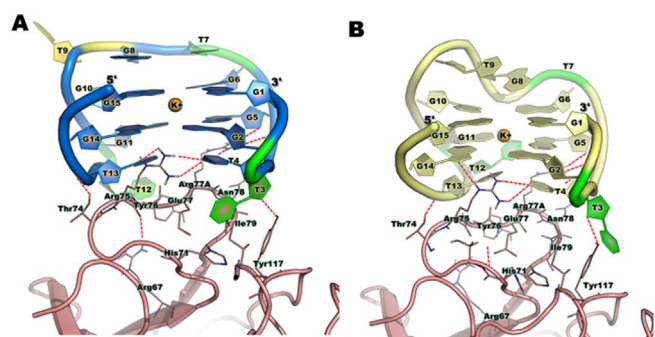 A
T9 G8 T7
5' G6 3'
G10 G15 K+ G1
G5
G14 G11 G2
T13 T4
T12 Arg77A T3
Thr74 Arg75 Tyr76 Glu77 Asn78
Ile79
His71
Tyr117
Arg67
B
T7
T9 G8
G10 G6 3'
5' G1
G15 G11 K+ G5
G14 T12 G2
T13 T4
Arg77A T3
Thr74 Arg75 Glu77 Asn78
Tyr76
Ile79
His71 Tyr117
Arg67